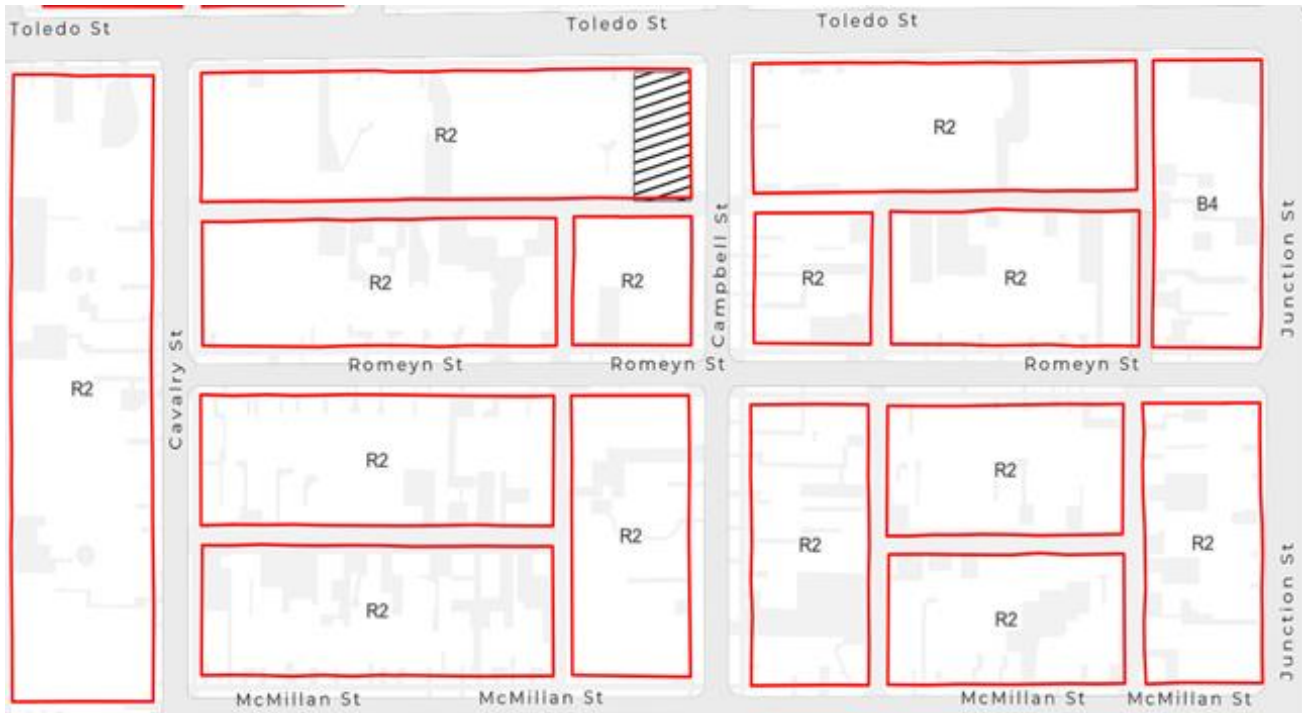 Toledo St
Toledo St
Toledo St
R2
R2
B4
R2
R2
R2
R2
Junction St
Campbell St
Cavalry St
Romeyn St
Romeyn St
Romeyn St
R2
R2
R2
R2
R2
R2
R2
R2
Junction St
McMillan St
McMillan St
McMillan St
McMillan St